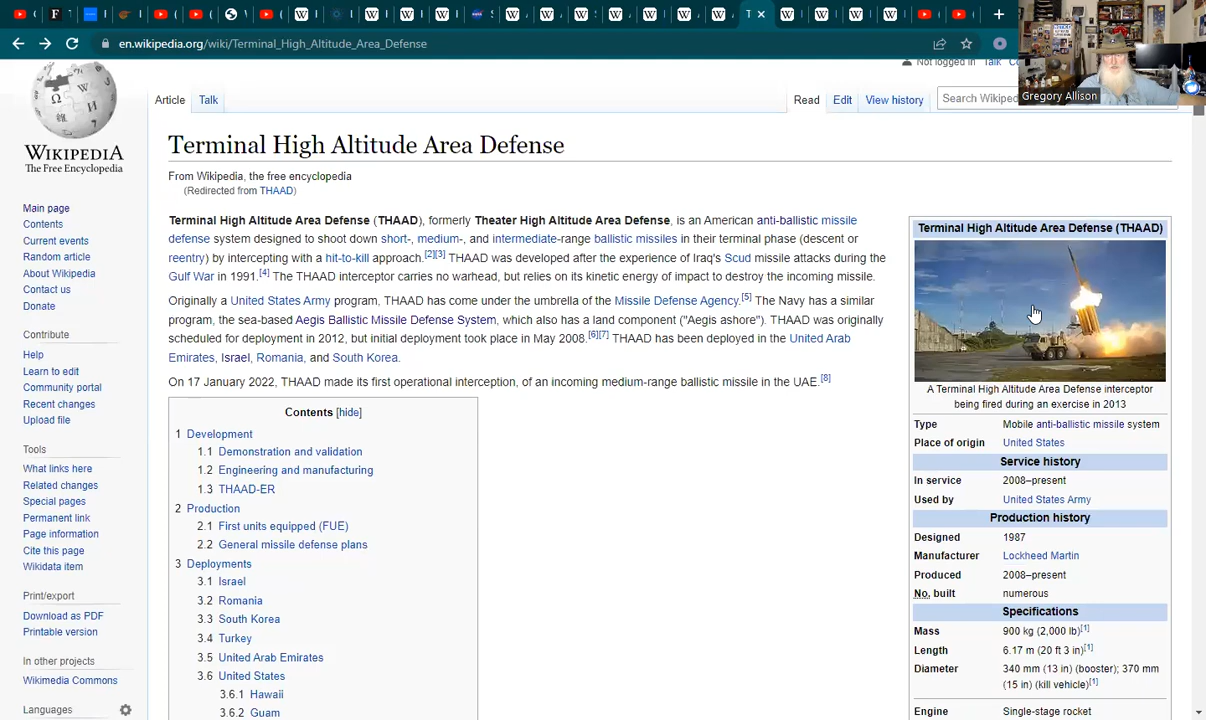 en.wikipedia.org/wiki/Terminal_High_Altitude_Area_Defense
Gregory Allison
WIKIPEDIA
The Free Encyclopedia
Main page
Contents
Current events
Random article
About Wikipedia
Contact us
Donate
Contribute
Help
Learn to edit
Community portal
Recent changes
Upload file
Tools
What links here
Related changes
Special pages
Permanent link
Page information
Cite this page
Wikidata item
Print/export
Download as PDF
Printable version
In other projects
Wikimedia Commons
Languages
Not logged in Talk
Article Talk
Read Edit View history
Search
Terminal High Altitude Area Defense
From Wikipedia, the free encyclopedia
(Redirected from THAAD)
Terminal High Altitude Area Defense (THAAD), formerly Theater High Altitude Area Defense, is an American anti-ballistic missile
defense system designed to shoot down short-, medium-, and intermediate-range ballistic missiles in their terminal phase (descent or
reentry) by intercepting with a hit-to-kill approach.[2][3] THAAD was developed after the experience of Iraq's Scud missile attacks during the
Gulf War in 1991.[4] The THAAD interceptor carries no warhead, but relies on its kinetic energy of impact to destroy the incoming missile.
Originally a United States Army program, THAAD has come under the umbrella of the Missile Defense Agency.[5] The Navy has a similar
program, the sea-based Aegis Ballistic Missile Defense System, which also has a land component ("Aegis ashore"). THAAD was originally
scheduled for deployment in 2012, but initial deployment took place in May 2008.[6][7] THAAD has been deployed in the United Arab
Emirates, Israel, Romania, and South Korea.
On 17 January 2022, THAAD made its first operational interception, of an incoming medium-range ballistic missile in the UAE.[8]
Contents [hide]
1 Development
1.1 Demonstration and validation
1.2 Engineering and manufacturing
1.3 THAAD-ER
2 Production
2.1 First units equipped (FUE)
2.2 General missile defense plans
3 Deployments
3.1 Israel
3.2 Romania
3.3 South Korea
3.4 Turkey
3.5 United Arab Emirates
3.6 United States
3.6.1 Hawaii
3.6.2 Guam
Terminal High Altitude Area Defense (THAAD)
A Terminal High Altitude Area Defense interceptor
being fired during an exercise in 2013
Type Mobile anti-ballistic missile system
Place of origin United States
Service history
In service 2008–present
Used by United States Army
Production history
Designed 1987
Manufacturer Lockheed Martin
Produced 2008–present
No. built numerous
Specifications
Mass 900 kg (2,000 lb)[1]
Length 6.17 m (20 ft 3 in)[1]
Diameter 340 mm (13 in) (booster); 370 mm
(15 in) (kill vehicle)[1]
Engine Single-stage rocket